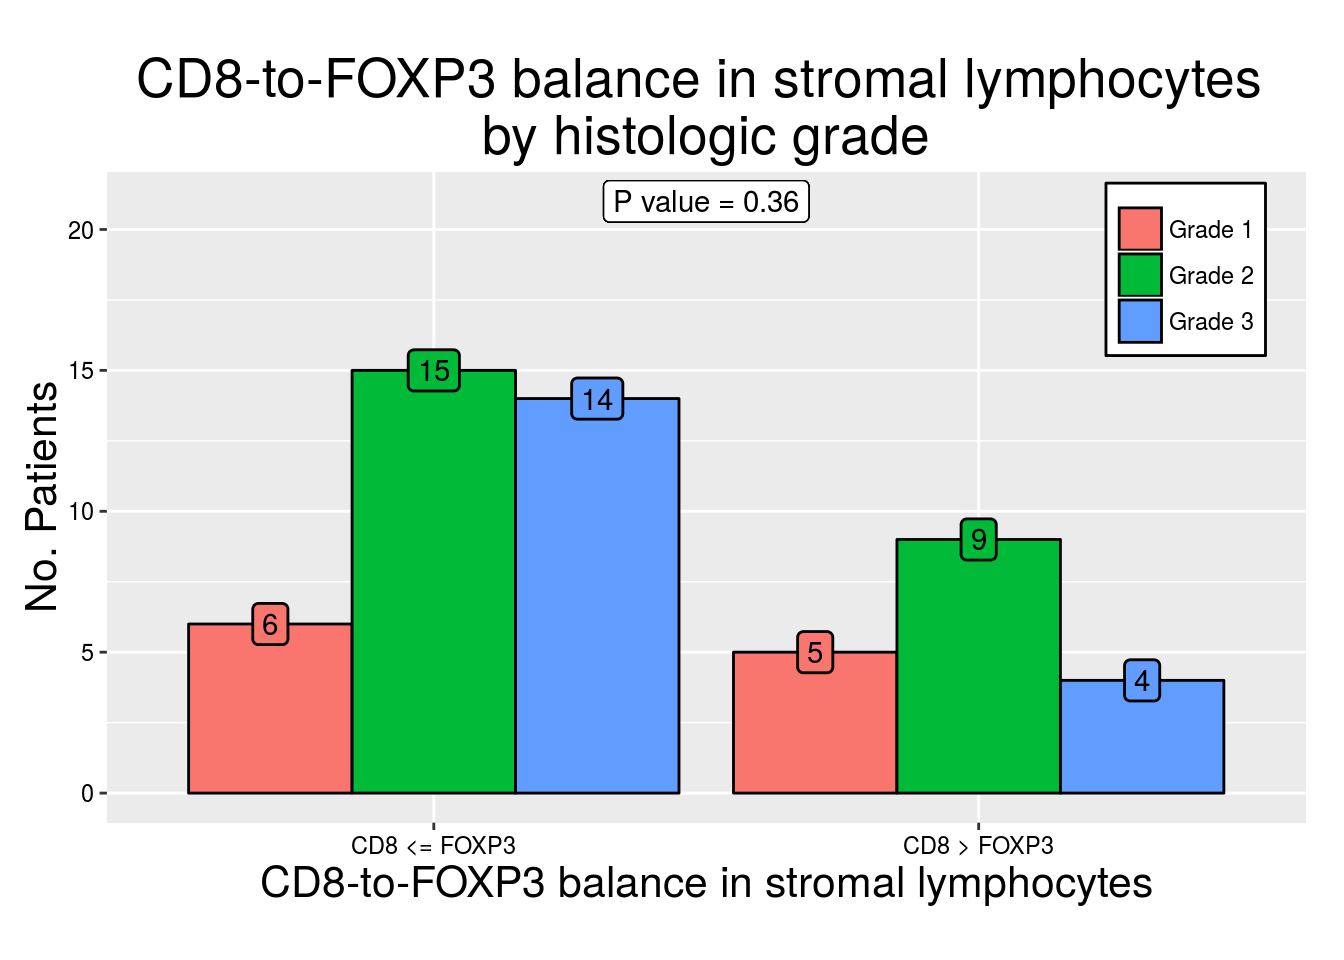 CD8-to-FOXP3 balance in stromal lymphocytes
by histologic grade
P value = 0.36
Grade 1
Grade 2
Grade 3
No. Patients
20
15
10
5
0
6
15
14
5
9
4
CD8 <= FOXP3
CD8 > FOXP3
CD8-to-FOXP3 balance in stromal lymphocytes